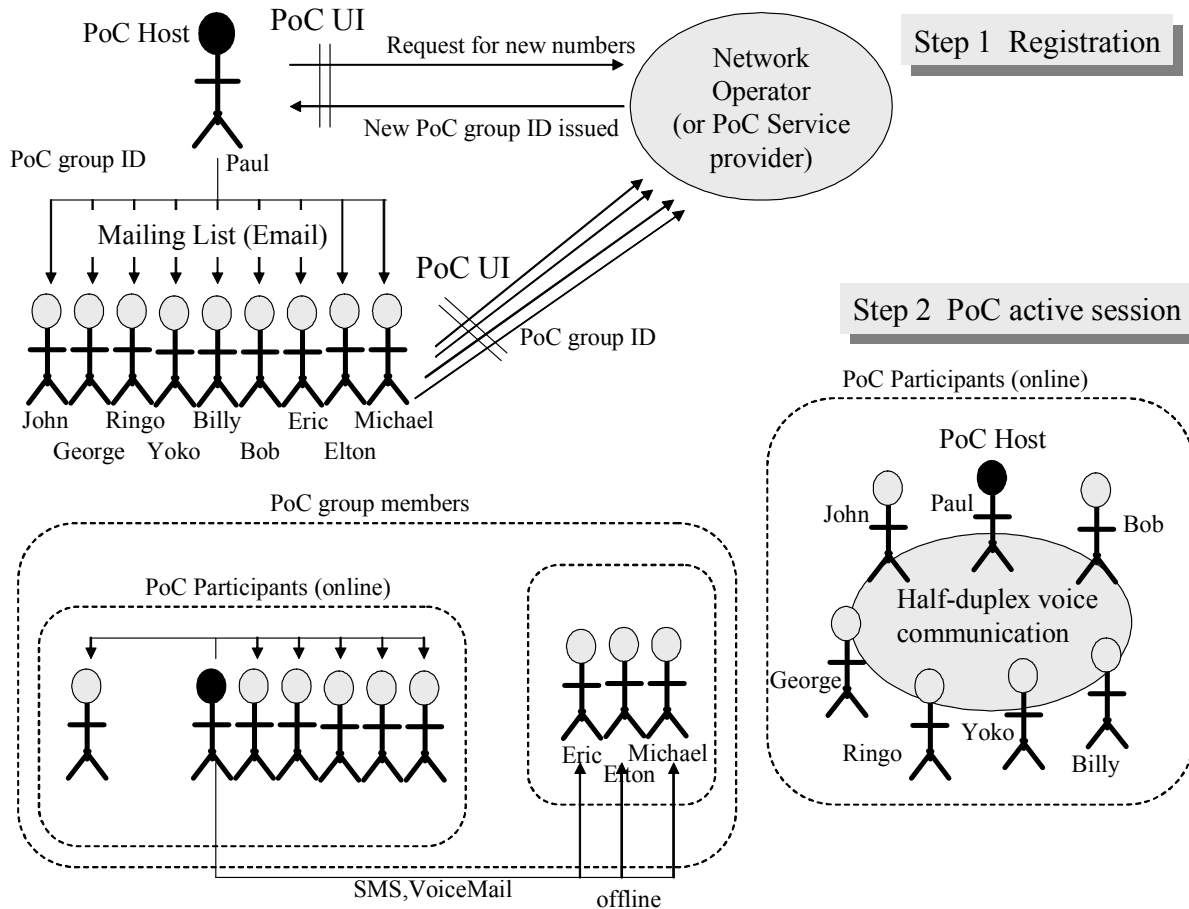 PoC Host
PoC UI
Request for new numbers
New PoC group ID issued
Network
Operator
(or PoC Service
provider)
Step 1 Registration
PoC group ID
Paul
Mailing List (Email)
PoC UI
PoC group ID
John
Ringo
Billy
Eric
Michael
George
Yoko
Bob
Elton
Step 2 PoC active session
PoC Participants (online)
PoC Host
John
Paul
Bob
Half-duplex voice
communication
George
Ringo
Yoko
Billy
PoC group members
PoC Participants (online)
Eric
Elton
Michael
SMS,VoiceMail
offline